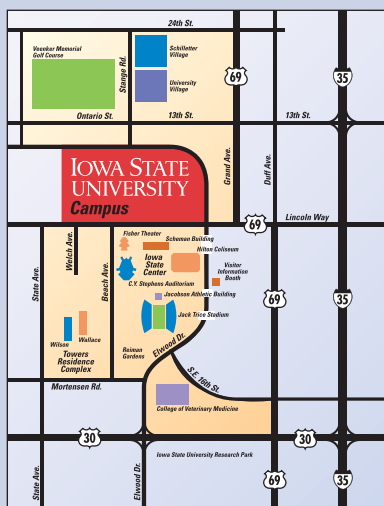 24th St.
Veenker Memorial
Golf Course
Stange Rd.
Schilletter
Village
University
Village
69
35
Ontario St.
13th St.
13th St.
Grand Ave.
Duff Ave.
IOWA STATE
UNIVERSITY
Campus
69
Lincoln Way
State Ave.
Welch Ave.
Beach Ave.
Fisher Theater
Scheman Building
Iowa
State
Center
Hilton Coliseum
Visitor
Information
Booth
C.Y. Stephens Auditorium
Jacobson Athletic Building
Jack Trice Stadium
69
35
Wilson
Wallace
Towers
Residence
Complex
Reiman
Gardens
Elwood Dr.
S.E. 16th St.
Mortensen Rd.
College of Veterinary Medicine
30
30
Iowa State University Research Park
State Ave.
Elwood Dr.
69
35